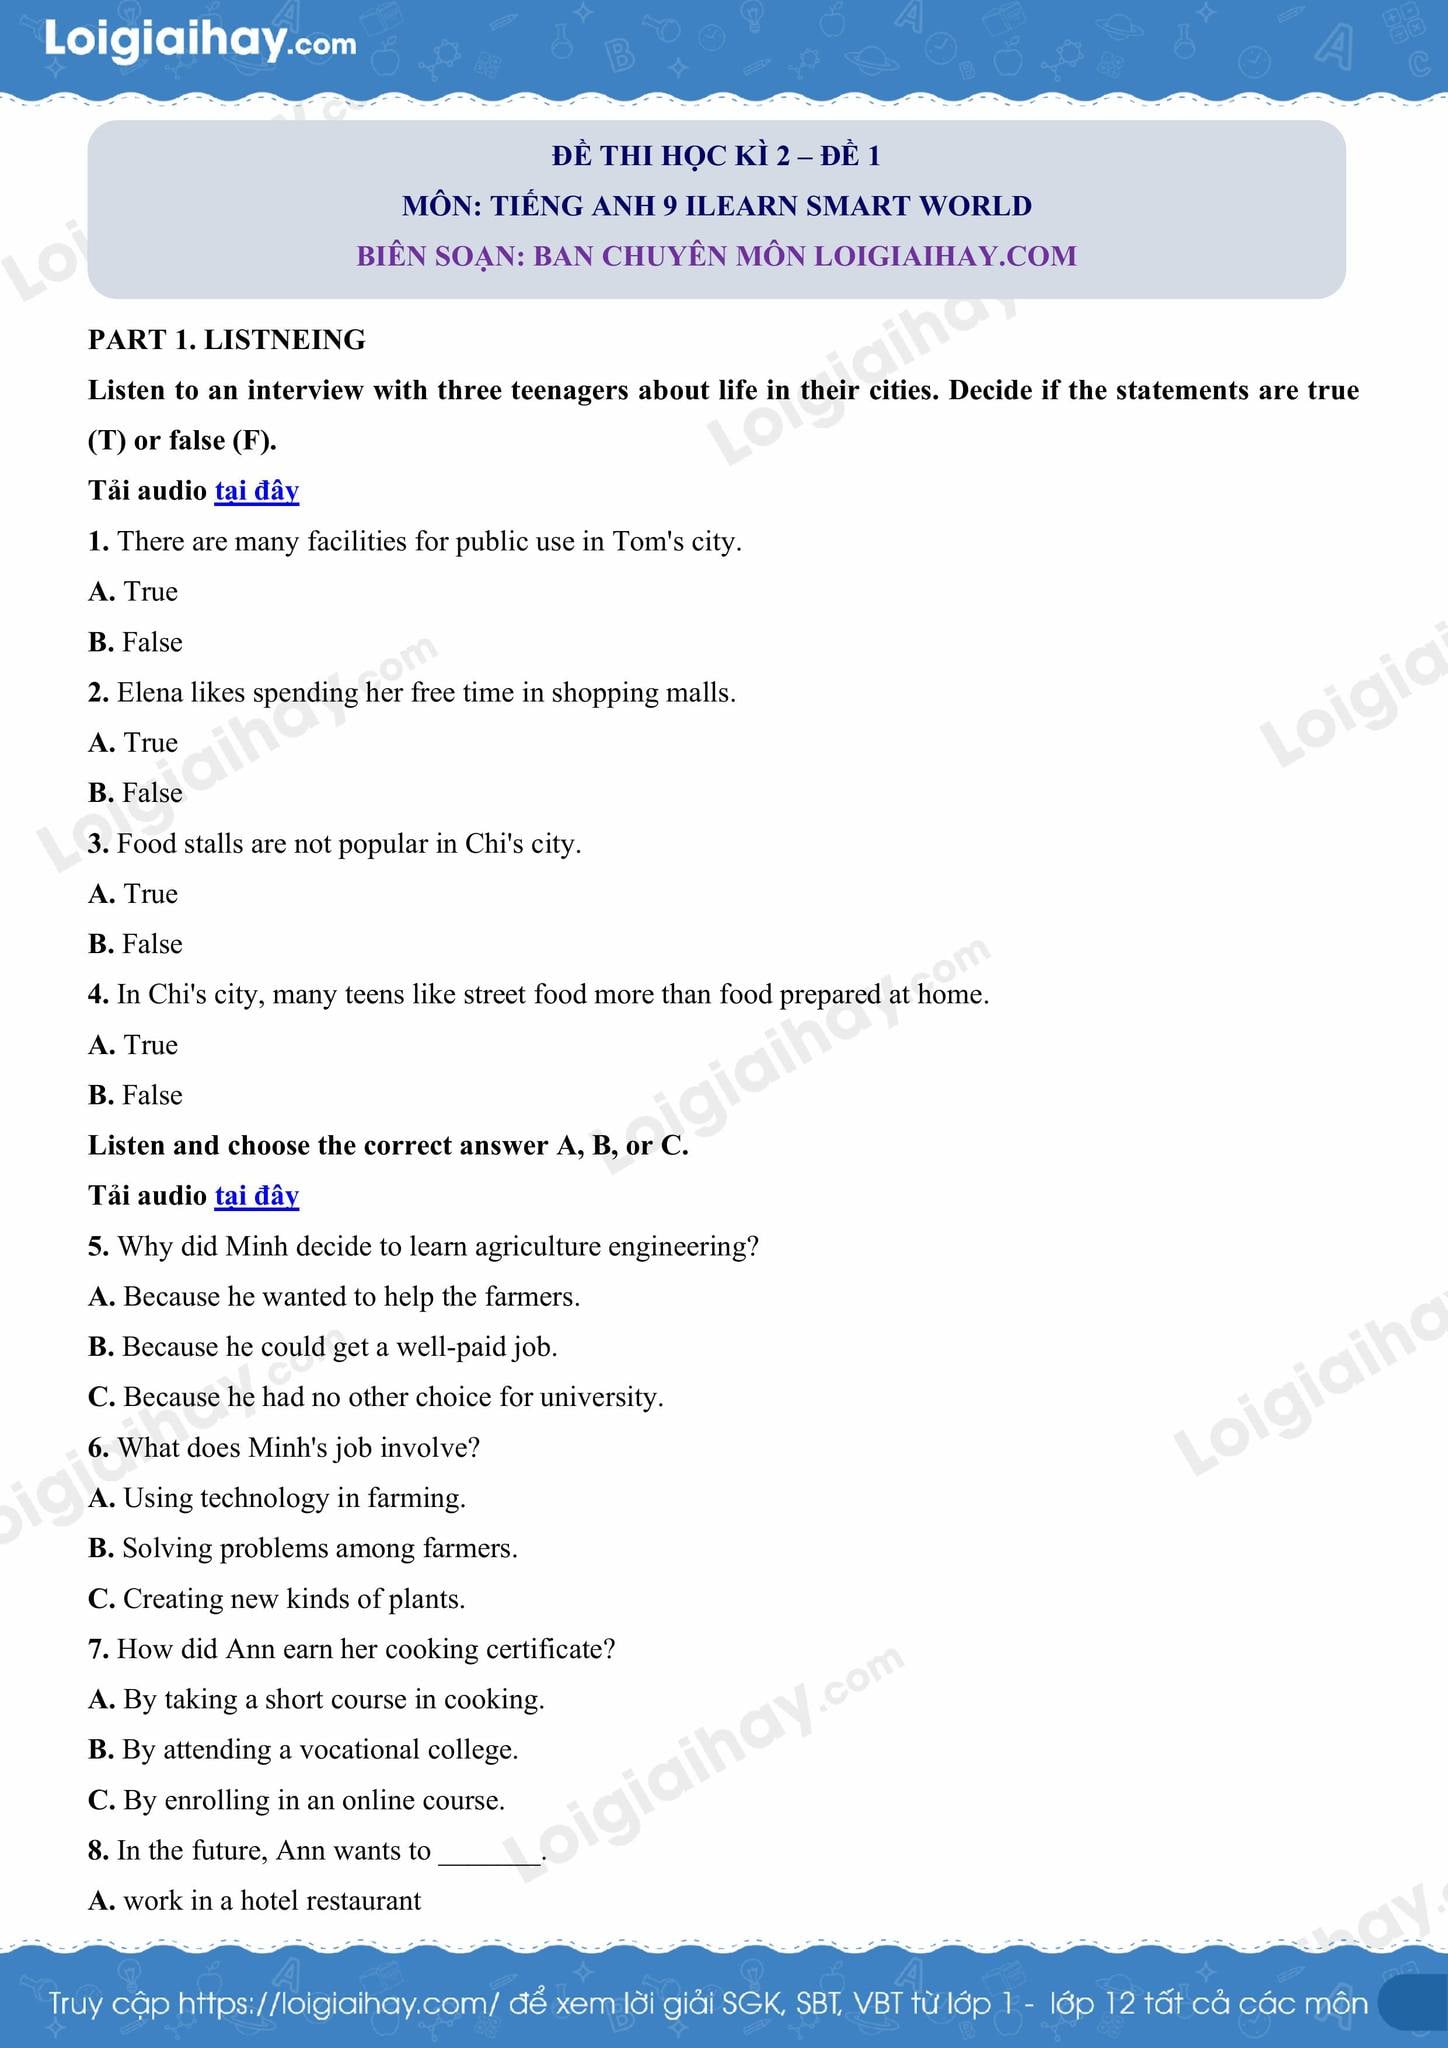 Loigiaihay.com
ĐỀ THI HỌC KÌ 2 – ĐỀ 1
MÔN: TIẾNG ANH 9 ILEARN SMART WORLD
BIÊN SOẠN: BAN CHUYÊN MÔN LOIGIAIHAY.COM
PART 1. LISTNEING
Listen to an interview with three teenagers about life in their cities. Decide if the statements are true
(T) or false (F).
Tải audio tại đây
1. There are many facilities for public use in Tom's city.
A. True
B. False
2. Elena likes spending her free time in shopping malls.
A. True
B. False
3. Food stalls are not popular in Chi's city.
A. True
B. False
4. In Chi's city, many teens like street food more than food prepared at home.
A. True
B. False
Listen and choose the correct answer A, B, or C.
Tải audio tại đây
5. Why did Minh decide to learn agriculture engineering?
A. Because he wanted to help the farmers.
B. Because he could get a well-paid job.
C. Because he had no other choice for university.
6. What does Minh's job involve?
A. Using technology in farming.
B. Solving problems among farmers.
C. Creating new kinds of plants.
7. How did Ann earn her cooking certificate?
A. By taking a short course in cooking.
B. By attending a vocational college.
C. By enrolling in an online course.
8. In the future, Ann wants to _______.
A. work in a hotel restaurant
Truy cập https://loigiaihay.com/ để xem lời giải SGK, SBT, VBT từ lớp 1 - lớp 12 tất cả các môn